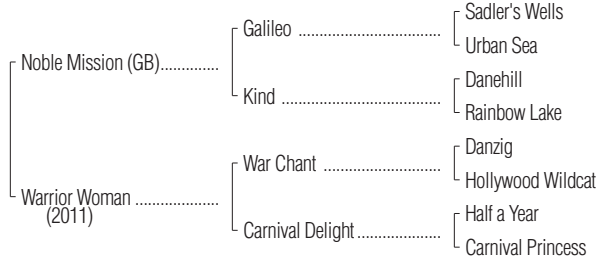 Sadler's Wells
Galileo ..................................
Urban Sea
Noble Mission (GB)..............
Danehill
Kind ......................................
Rainbow Lake
Danzig
War Chant ............................
Hollywood Wildcat
Warrior Woman ....................
(2011)
Half a Year
Carnival Delight....................
Carnival Princess